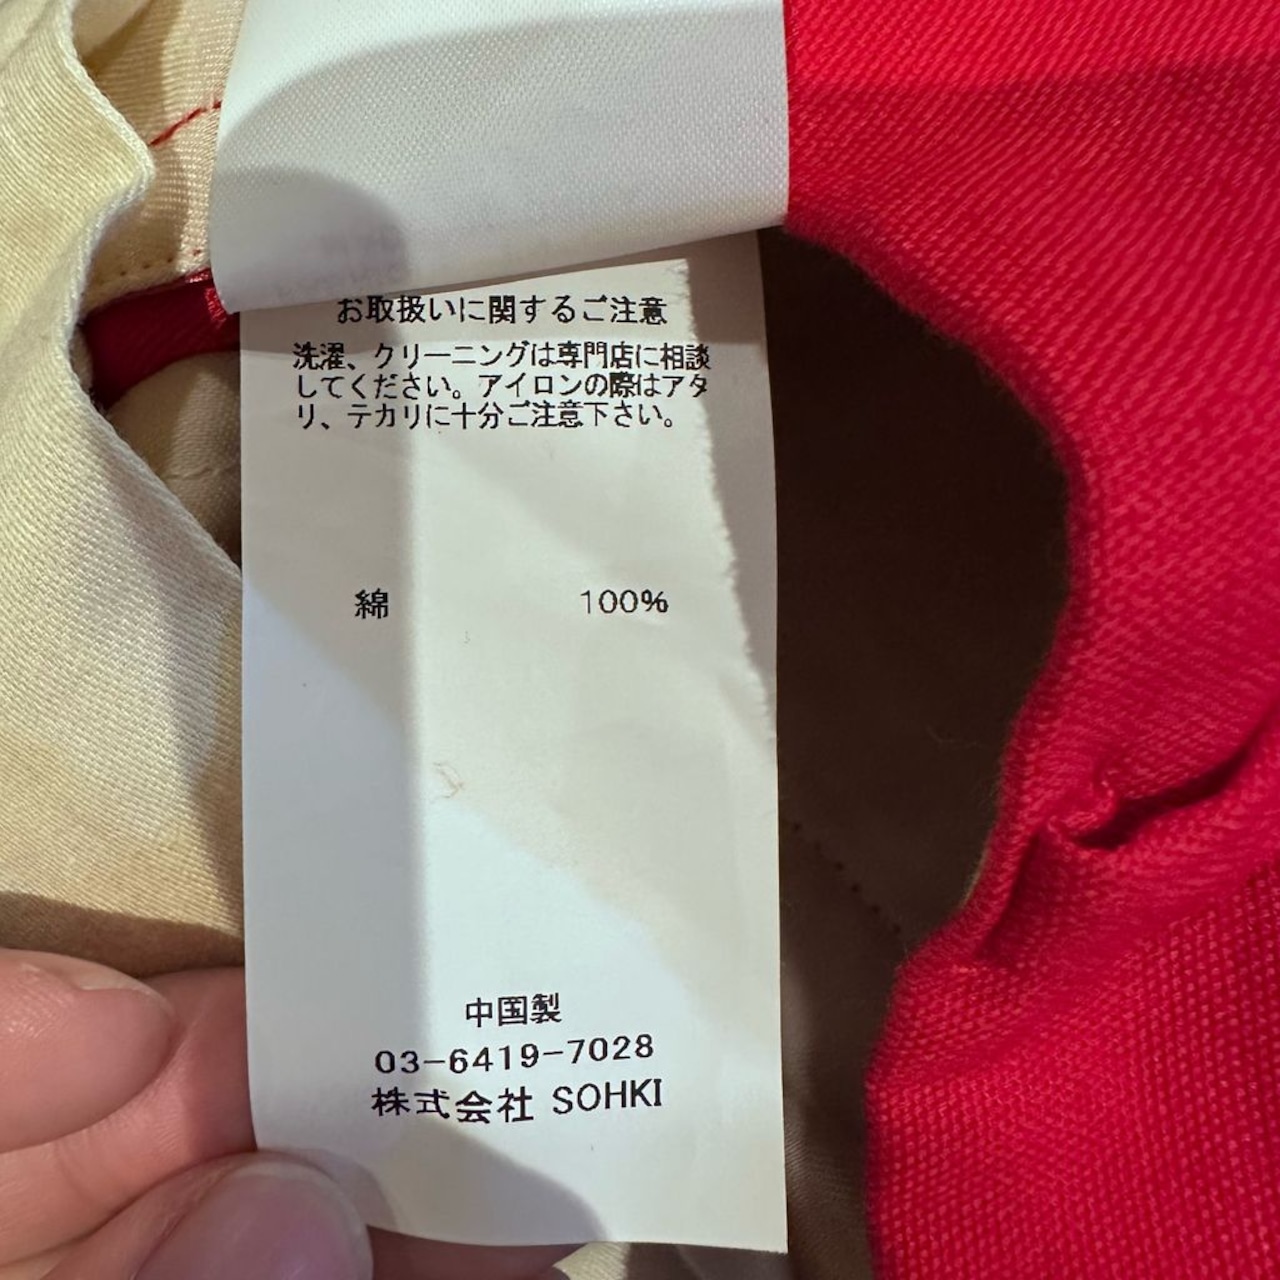 お取扱いに関するご注意
洗濯、クリーニングは専門店に相談
してください。アイロンの際はアタ
リ、テカリに十分ご注意下さい。
綿 100%
中国製
03-6419-7028
株式会社 SOHKI